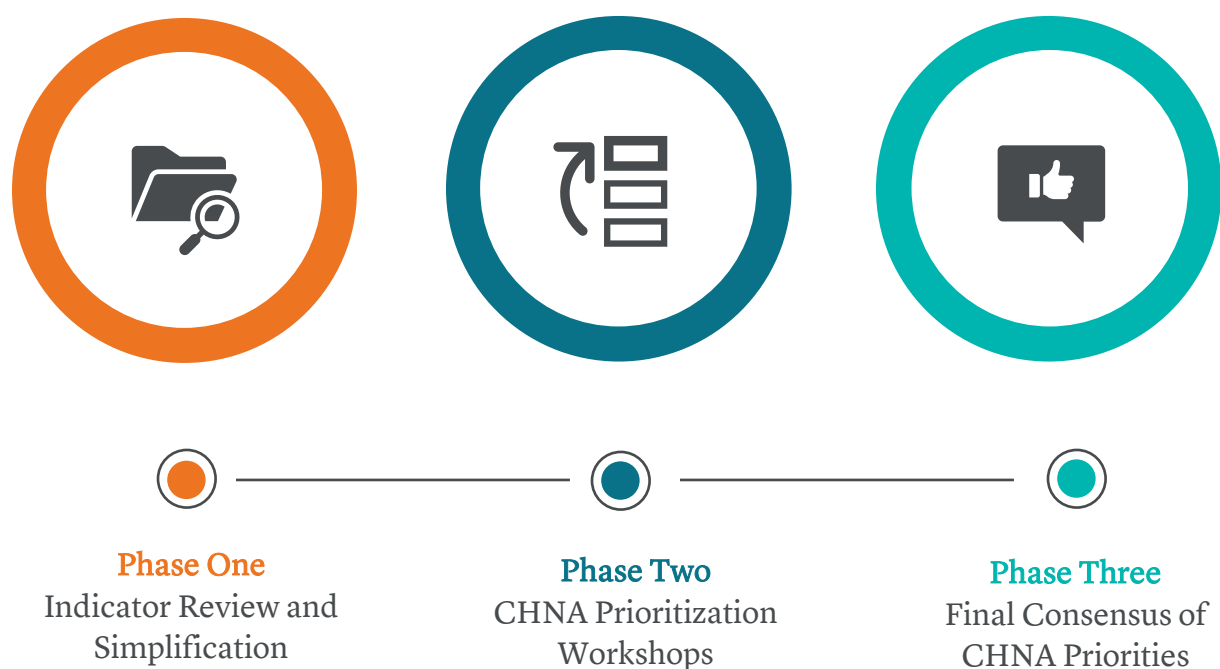 Phase One
Indicator Review and
Simplification
Phase Two
CHNA Prioritization
Workshops
Phase Three
Final Consensus of
CHNA Priorities